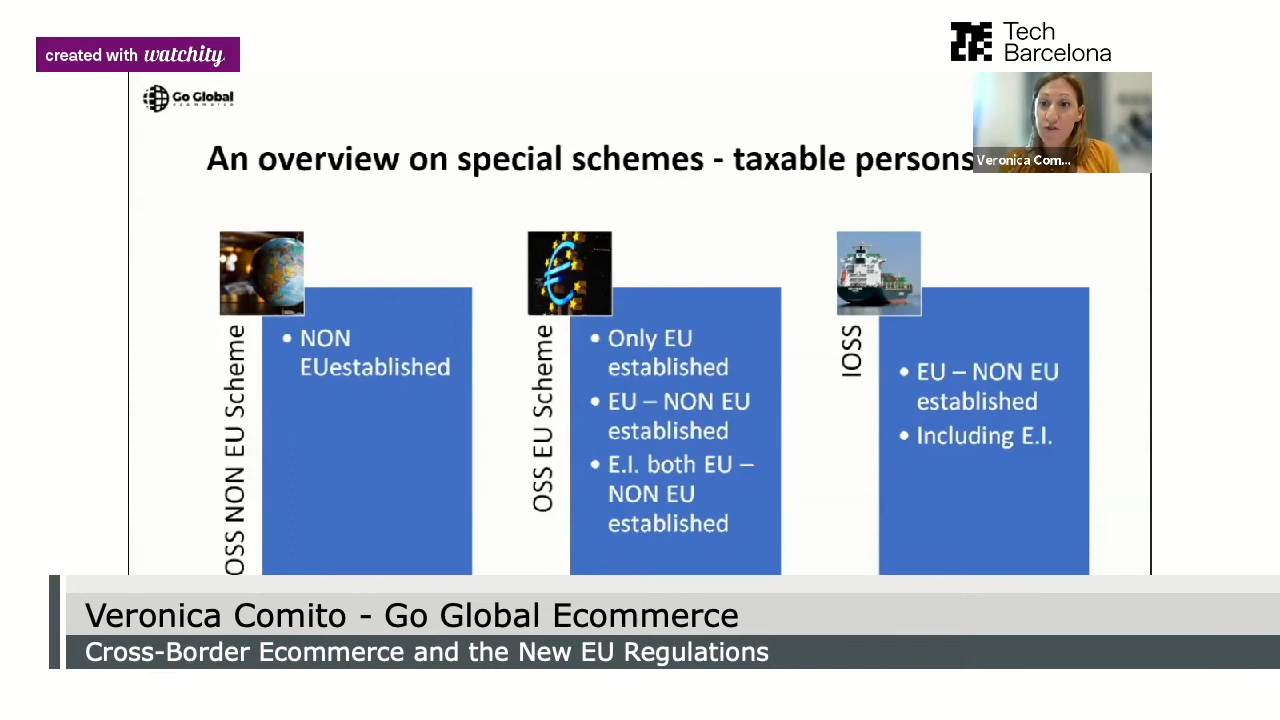 created with watchity
Tech
Barcelona
Go Global
ecommerce
Veronica Com...
An overview on special schemes - taxable persons
OSS NON EU Scheme
• NON
EUestablished
OSS EU Scheme
• Only EU
established
• EU – NON EU
established
• E.I. both EU –
NON EU
established
IOSS
• EU – NON EU
established
• Including E.I.
Veronica Comito - Go Global Ecommerce
Cross-Border Ecommerce and the New EU Regulations